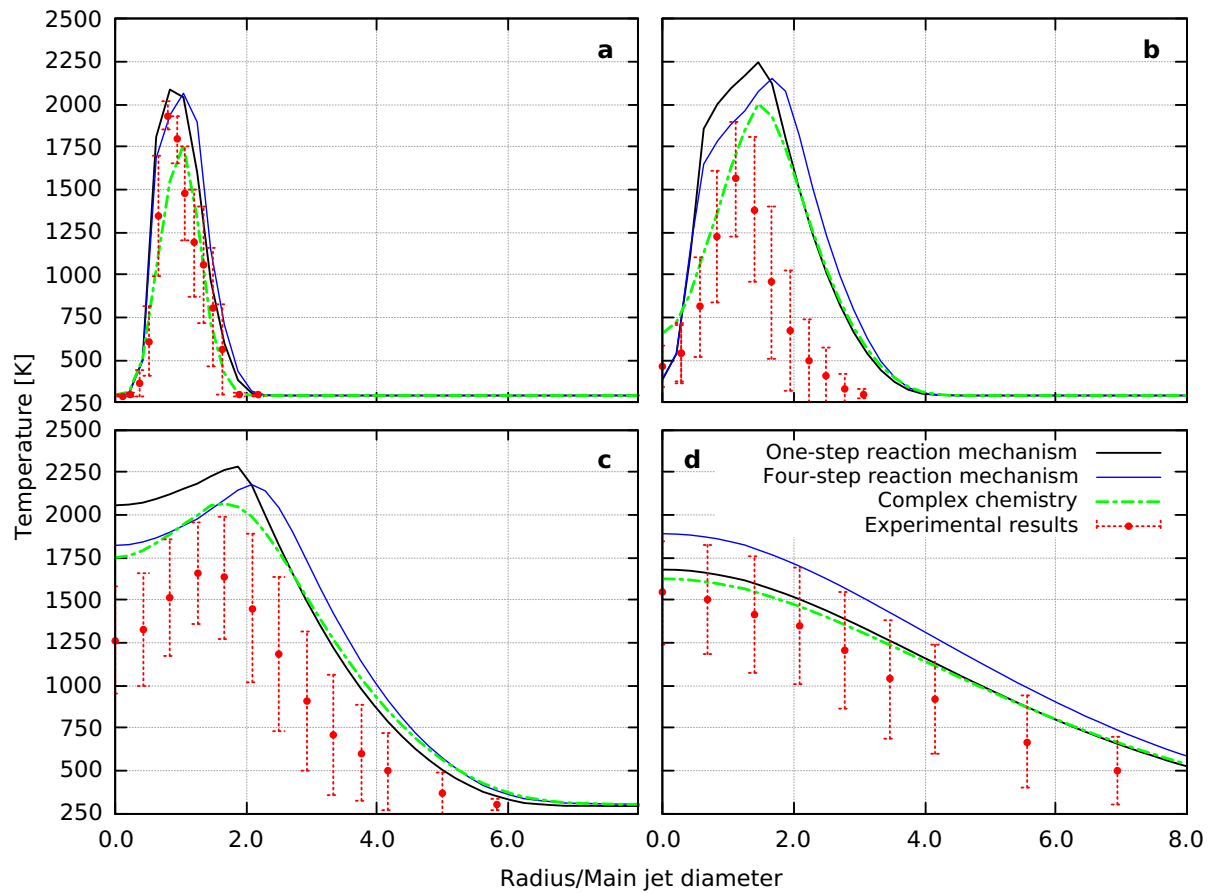 2500
2250
2000
1750
1500
1250
1000
750
500
250
a
b
2500
2250
2000
1750
1500
1250
1000
750
500
250
c
d
One-step reaction mechanism
Four-step reaction mechanism
Complex chemistry
Experimental results
Temperature [K]
0.0 2.0 4.0 6.0 0.0 2.0 4.0 6.0 8.0
Radius/Main jet diameter